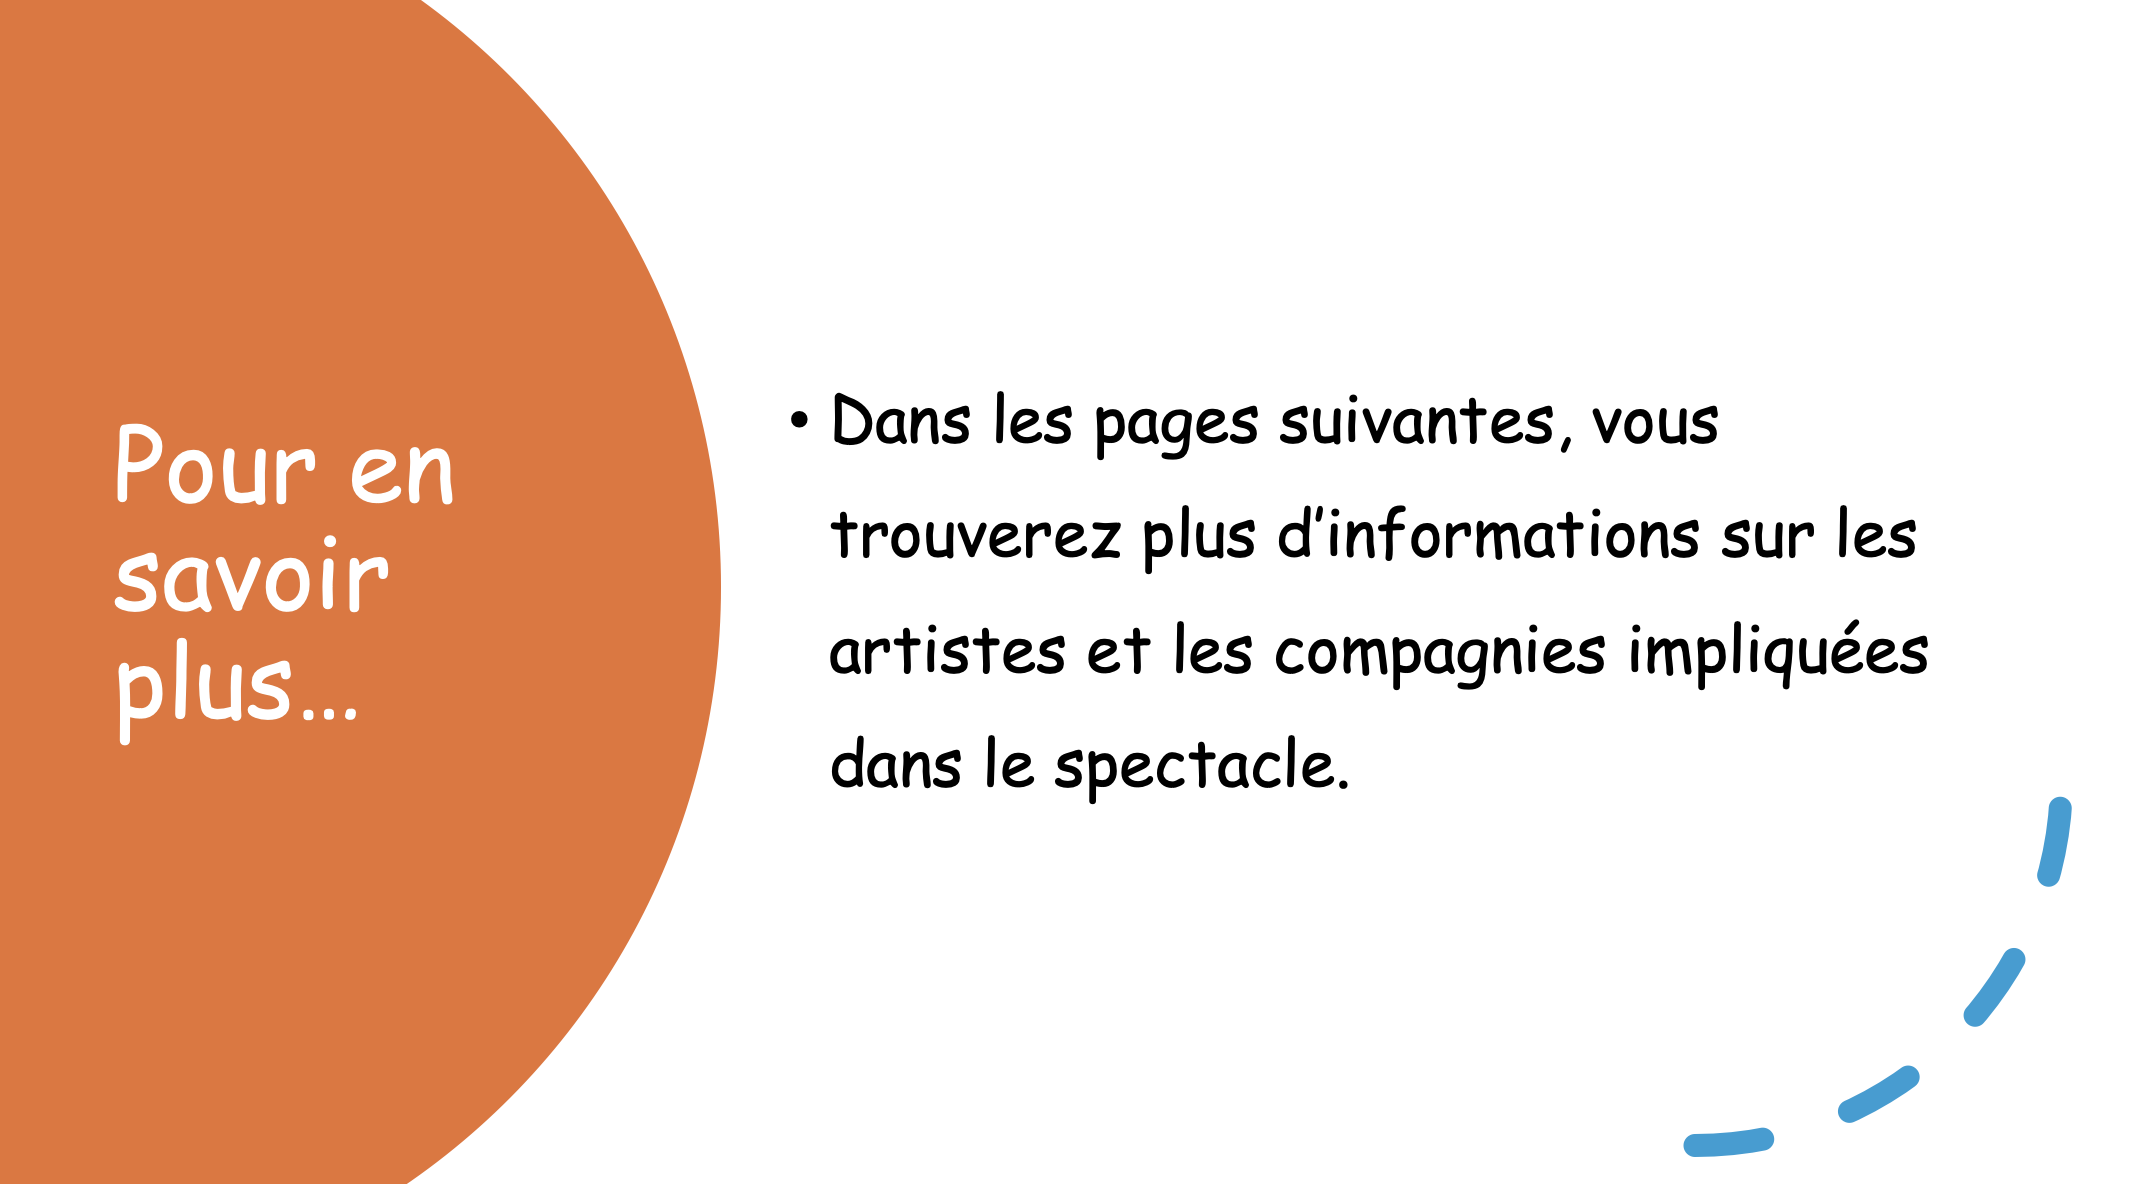 Pour en
savoir
plus…
• Dans les pages suivantes, vous
trouverez plus d’informations sur les
artistes et les compagnies impliquées
dans le spectacle.